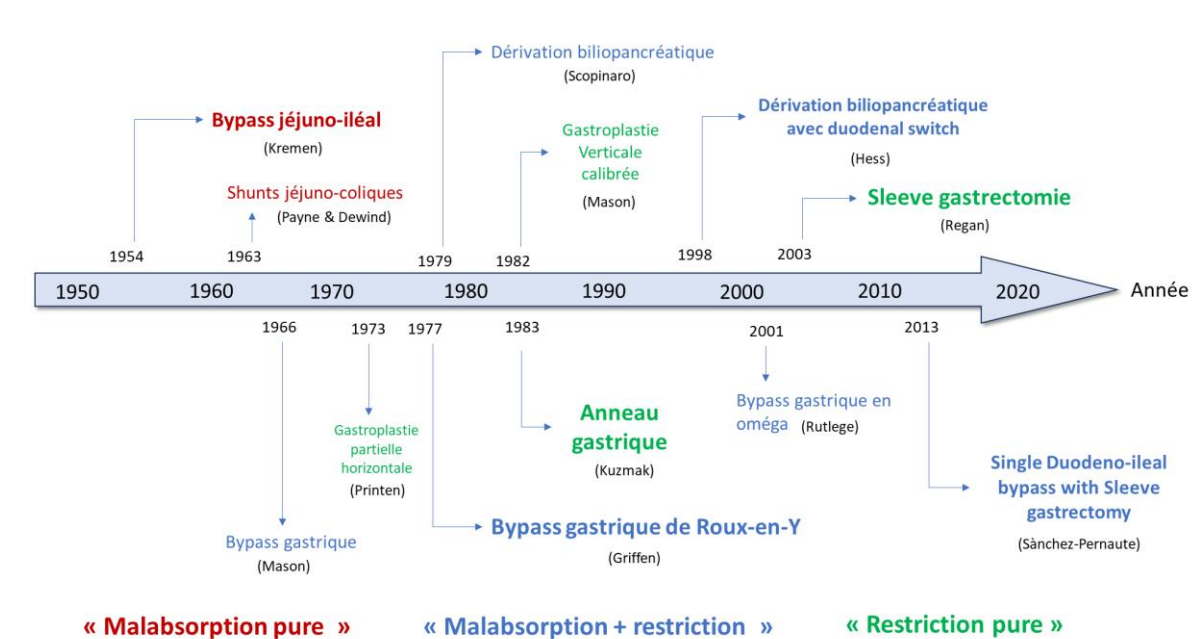 Dérivation biliopancréatique
(Scopinaro)
Bypass jéjuno-iléal
(Kremen)
Shunts jéjuno-coliques
(Payne & Dewind)
Gastroplastie
Verticale
calibrée
(Mason)
Dérivation biliopancréatique
avec duodenal switch
(Hess)
Sleeve gastrectomie
(Regan)
1954
1963
1979
1982
1998
2003
1950
1960
1970
1980
1990
2000
2010
2020
Année
1966
1973
1977
1983
2001
2013
Gastroplastie
partielle
horizontale
(Printen)
Bypass gastrique
(Mason)
Anneau
gastrique
(Kuzmak)
Bypass gastrique de Roux-en-Y
(Griffen)
Bypass gastrique en
oméga (Rutlege)
Single Duodeno-ileal
bypass with Sleeve
gastrectomy
(Sànchez-Pernaute)
« Malabsorption pure »
« Malabsorption + restriction »
« Restriction pure »